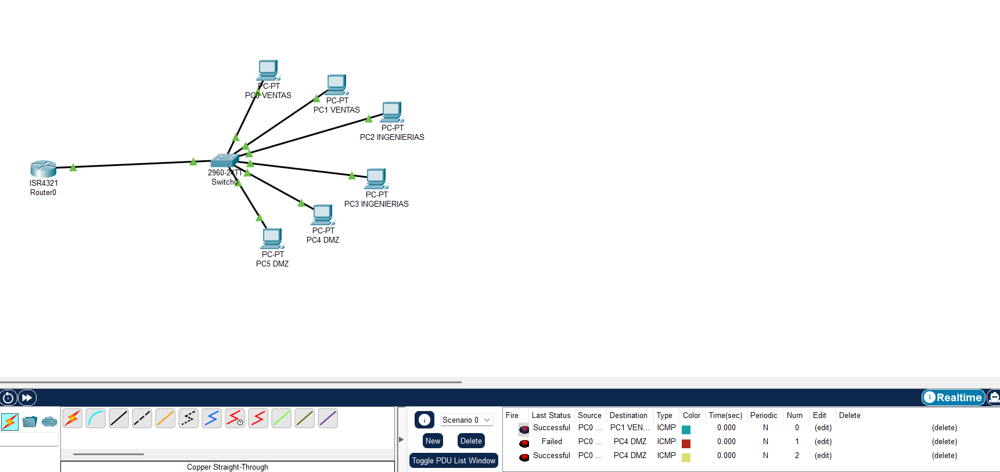 PC-PT
PC0 VENTAS
PC-PT
PC1 VENTAS
PC-PT
PC2 INGENIERIAS
ISR4321
Router0
2960-24TT
Switch0
PC-PT
PC3 INGENIERIAS
PC-PT
PC4 DMZ
PC-PT
PC5 DMZ
Realtime
Scenario 0
New
Delete
Toggle PDU List Window
Copper Straight-Through
Fire Last Status Source Destination Type Color Time(sec) Periodic Num Edit Delete
Successful PC0 ... PC1 VEN... ICMP 0.000 N 0 (edit) (delete)
Failed PC0 ... PC4 DMZ ICMP 0.000 N 1 (edit) (delete)
Successful PC0 ... PC4 DMZ ICMP 0.000 N 2 (edit) (delete)